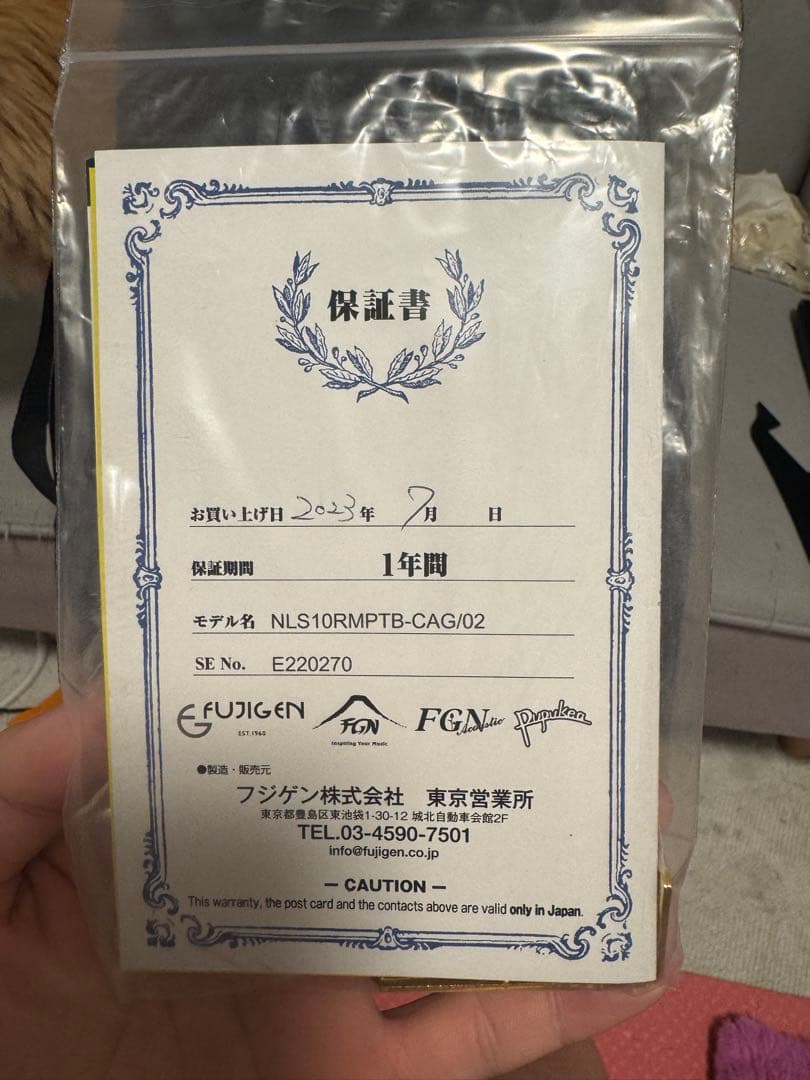 保証書
お買い上げ日 2023年 7月 日
保証期間 1年間
モデル名 NLS10RMPTB-CAG/02
SE No. E220270
FUJIGEN EST.1960 FGN Inspiring Your Music FGN Acoustic Pupukea
●製造・販売元
フジゲン株式会社 東京営業所
東京都豊島区東池袋1-30-12 城北自動車会館2F
TEL.03-4590-7501
info@fujigen.co.jp
— CAUTION —
This warranty, the post card and the contacts above are valid only in Japan.